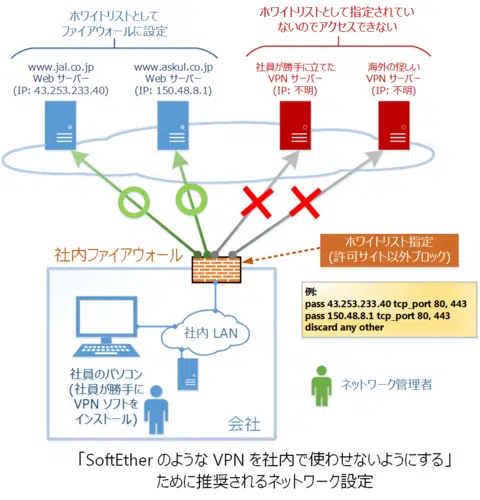 ホワイトリストとして
ファイアウォールに設定
ホワイトリストとして指定されてい
ないのでアクセスできない
www.jal.co.jp
Web サーバー
(IP: 43.253.233.40)
www.askul.co.jp
Web サーバー
(IP: 150.48.8.1)
社員が勝手に立てた
VPN サーバー
(IP: 不明)
海外の怪しい
VPN サーバー
(IP: 不明)
社内ファイアウォール
ホワイトリスト指定
(許可サイト以外ブロック)
例:
pass 43.253.233.40 tcp_port 80, 443
pass 150.48.8.1 tcp_port 80, 443
discard any other
社内 LAN
社員のパソコン
(社員が勝手に
VPN ソフトを
インストール)
会社
ネットワーク管理者
「SoftEther のような VPN を社内で使わせないようにする」
ために推奨されるネットワーク設定